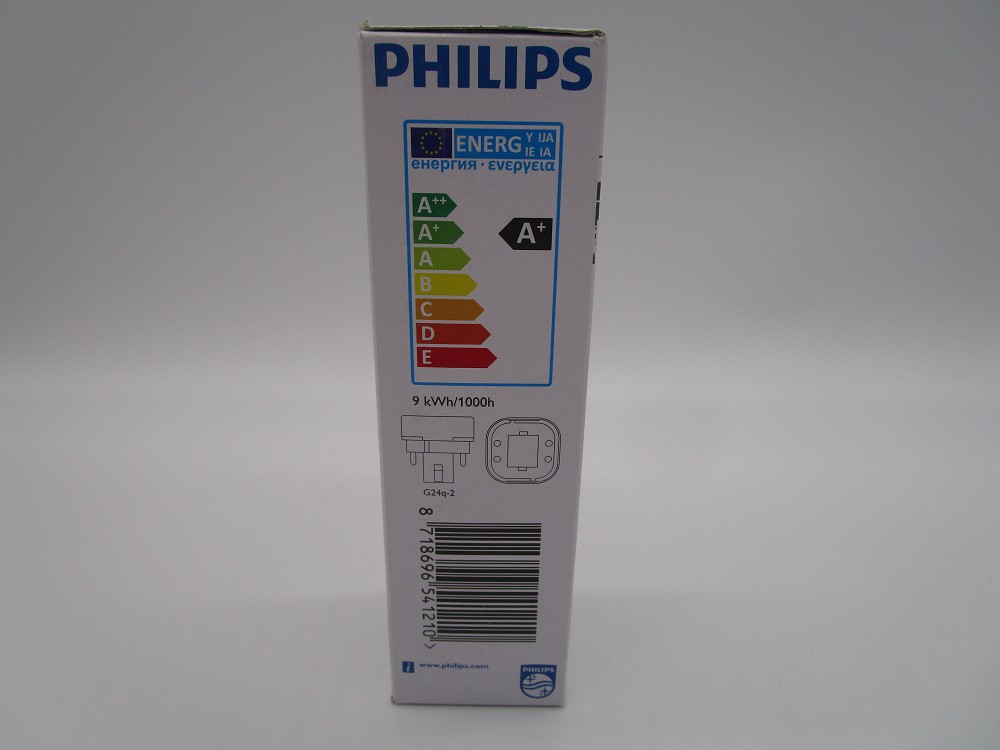 PHILIPS
ENERG Y IJA
IE IA
енергия · ενεργεια
A++
A+
A+
A
B
C
D
E
9 kWh/1000h
G24q-2
8 718696 541210 >
i www.philips.com
PHILIPS